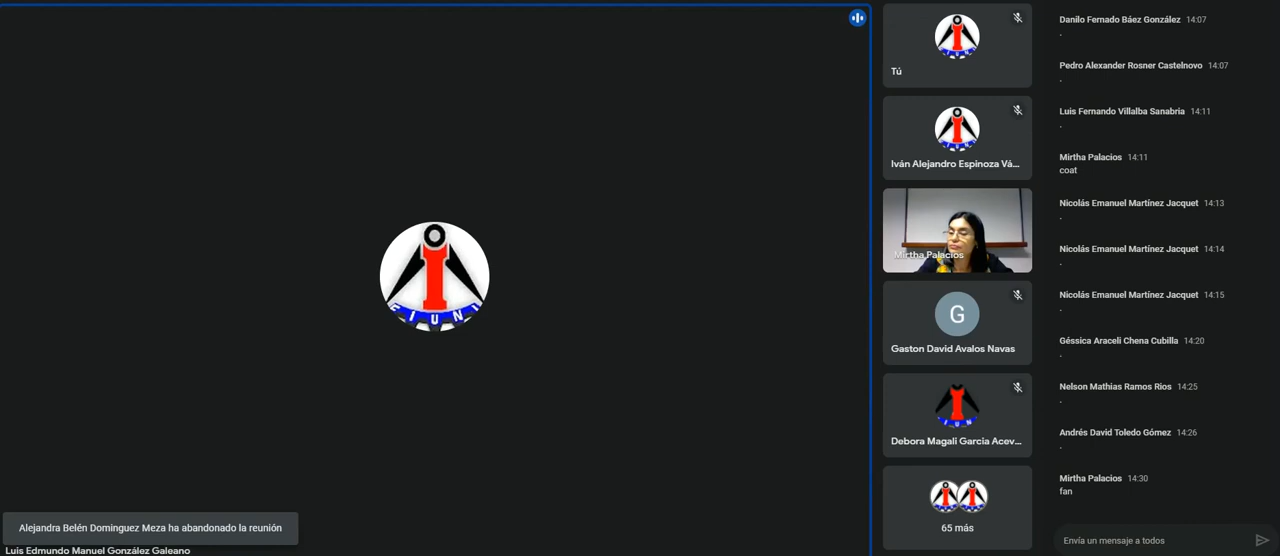 EIUNI
Alejandra Belén Dominguez Meza ha abandonado la reunión
Luis Edmundo Manuel González Galeano
Tú
Iván Alejandro Espinoza Vá...
Mirtha Palacios
G
Gaston David Avalos Navas
Debora Magali Garcia Acev...
65 más
Danilo Fernado Báez González 14:07
.
Pedro Alexander Rosner Castelnovo 14:07
.
Luis Fernando Villalba Sanabria 14:11
.
Mirtha Palacios 14:11
coat
Nicolás Emanuel Martínez Jacquet 14:13
.
Nicolás Emanuel Martínez Jacquet 14:14
.
Nicolás Emanuel Martínez Jacquet 14:15
.
Géssica Araceli Chena Cubilla 14:20
.
Nelson Mathias Ramos Rios 14:25
.
Andrés David Toledo Gómez 14:26
.
Mirtha Palacios 14:30
fan
Envía un mensaje a todos